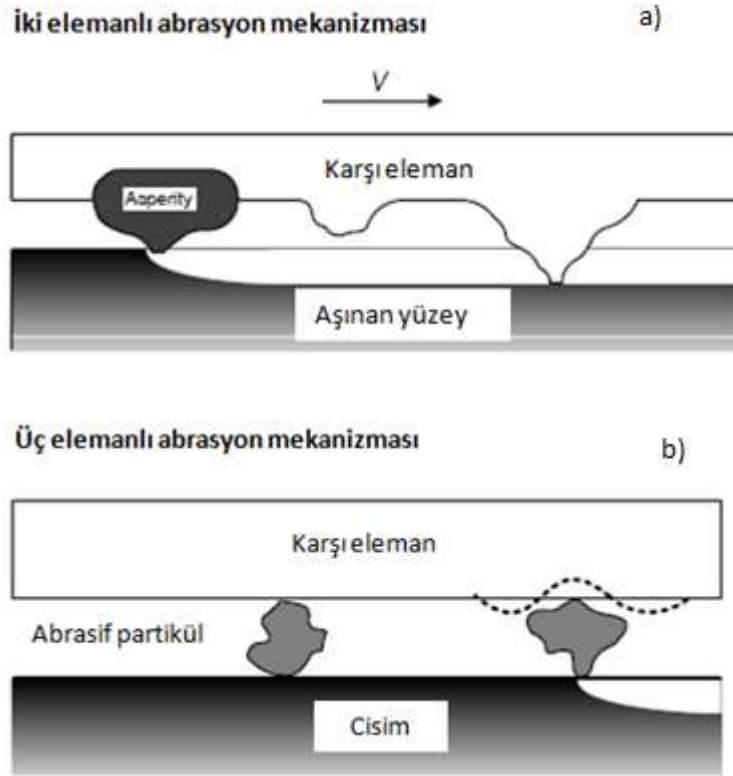 İki elemanlı abrasyon mekanizması
a)
V
Karşı eleman
Asperity
Aşınan yüzey
Üç elemanlı abrasyon mekanizması
b)
Karşı eleman
Abrasif partikül
Cisim